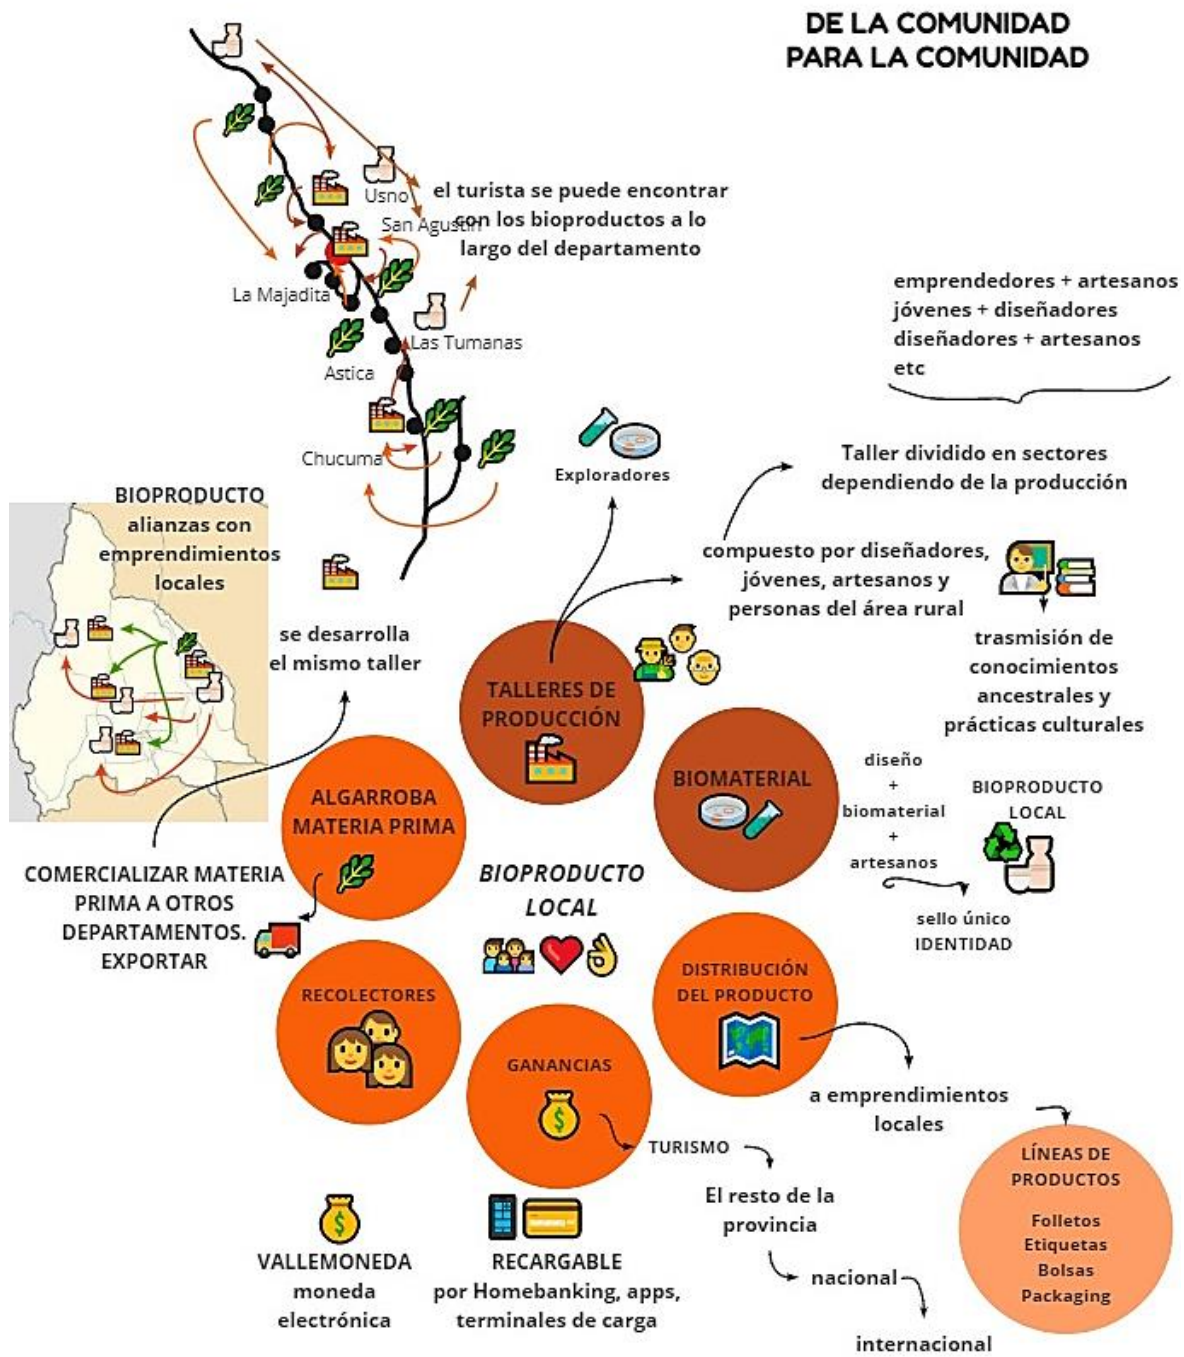 DE LA COMUNIDAD
PARA LA COMUNIDAD
Usno
San Agustín
el turista se puede encontrar
con los bioproductos a lo
largo del departamento
La Majadita
Las Tumanas
Astica
Chucuma
emprendedores + artesanos
jóvenes + diseñadores
diseñadores + artesanos
etc
Exploradores
Taller dividido en sectores
dependiendo de la producción
BIOPRODUCTO
alianzas con
emprendimientos
locales
compuesto por diseñadores,
jóvenes, artesanos y
personas del área rural
trasmisión de
conocimientos
ancestrales y
prácticas culturales
se desarrolla
el mismo taller
TALLERES DE
PRODUCCIÓN
BIOMATERIAL
diseño
+
biomaterial
+
artesanos
BIOPRODUCTO
LOCAL
sello único
IDENTIDAD
ALGARROBA
MATERIA PRIMA
COMERCIALIZAR MATERIA
PRIMA A OTROS
DEPARTAMENTOS.
EXPORTAR
BIOPRODUCTO
LOCAL
RECOLECTORES
DISTRIBUCIÓN
DEL PRODUCTO
GANANCIAS
$
a emprendimientos
locales
TURISMO
El resto de la
provincia
nacional
internacional
LÍNEAS DE
PRODUCTOS
Folletos
Etiquetas
Bolsas
Packaging
$
VALLEMONEDA
moneda
electrónica
RECARGABLE
por Homebanking, apps,
terminales de carga